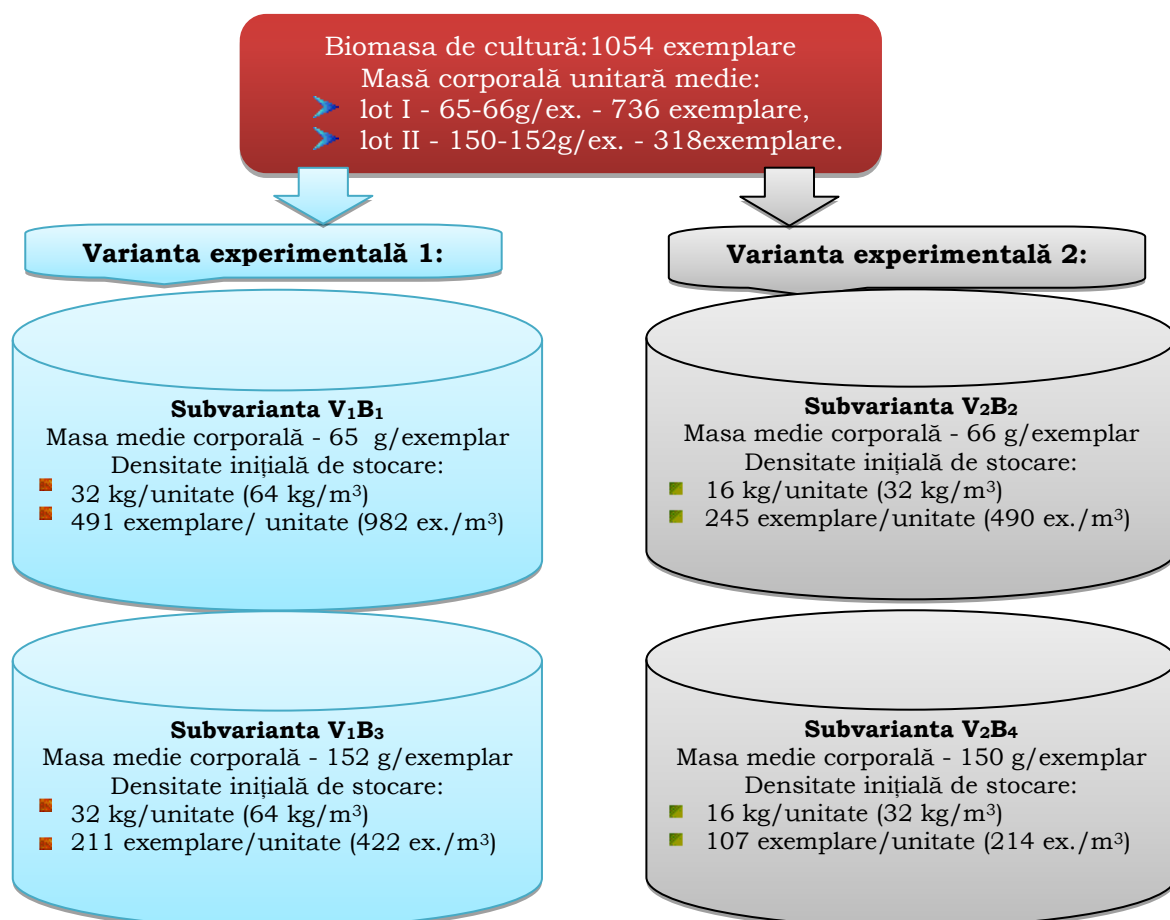 Biomasa de cultură:1054 exemplare
Masă corporală unitară medie:
lot I - 65-66g/ex. - 736 exemplare,
lot II - 150-152g/ex. - 318exemplare.
Varianta experimentală 1:
Varianta experimentală 2:
Subvarianta V₁B₁
Masa medie corporală - 65 g/exemplar
Densitate inițială de stocare:
32 kg/unitate (64 kg/m³)
491 exemplare/ unitate (982 ex./m³)
Subvarianta V₂B₂
Masa medie corporală - 66 g/exemplar
Densitate inițială de stocare:
16 kg/unitate (32 kg/m³)
245 exemplare/unitate (490 ex./m³)
Subvarianta V₁B₃
Masa medie corporală - 152 g/exemplar
Densitate inițială de stocare:
32 kg/unitate (64 kg/m³)
211 exemplare/unitate (422 ex./m³)
Subvarianta V₂B₄
Masa medie corporală - 150 g/exemplar
Densitate inițială de stocare:
16 kg/unitate (32 kg/m³)
107 exemplare/unitate (214 ex./m³)